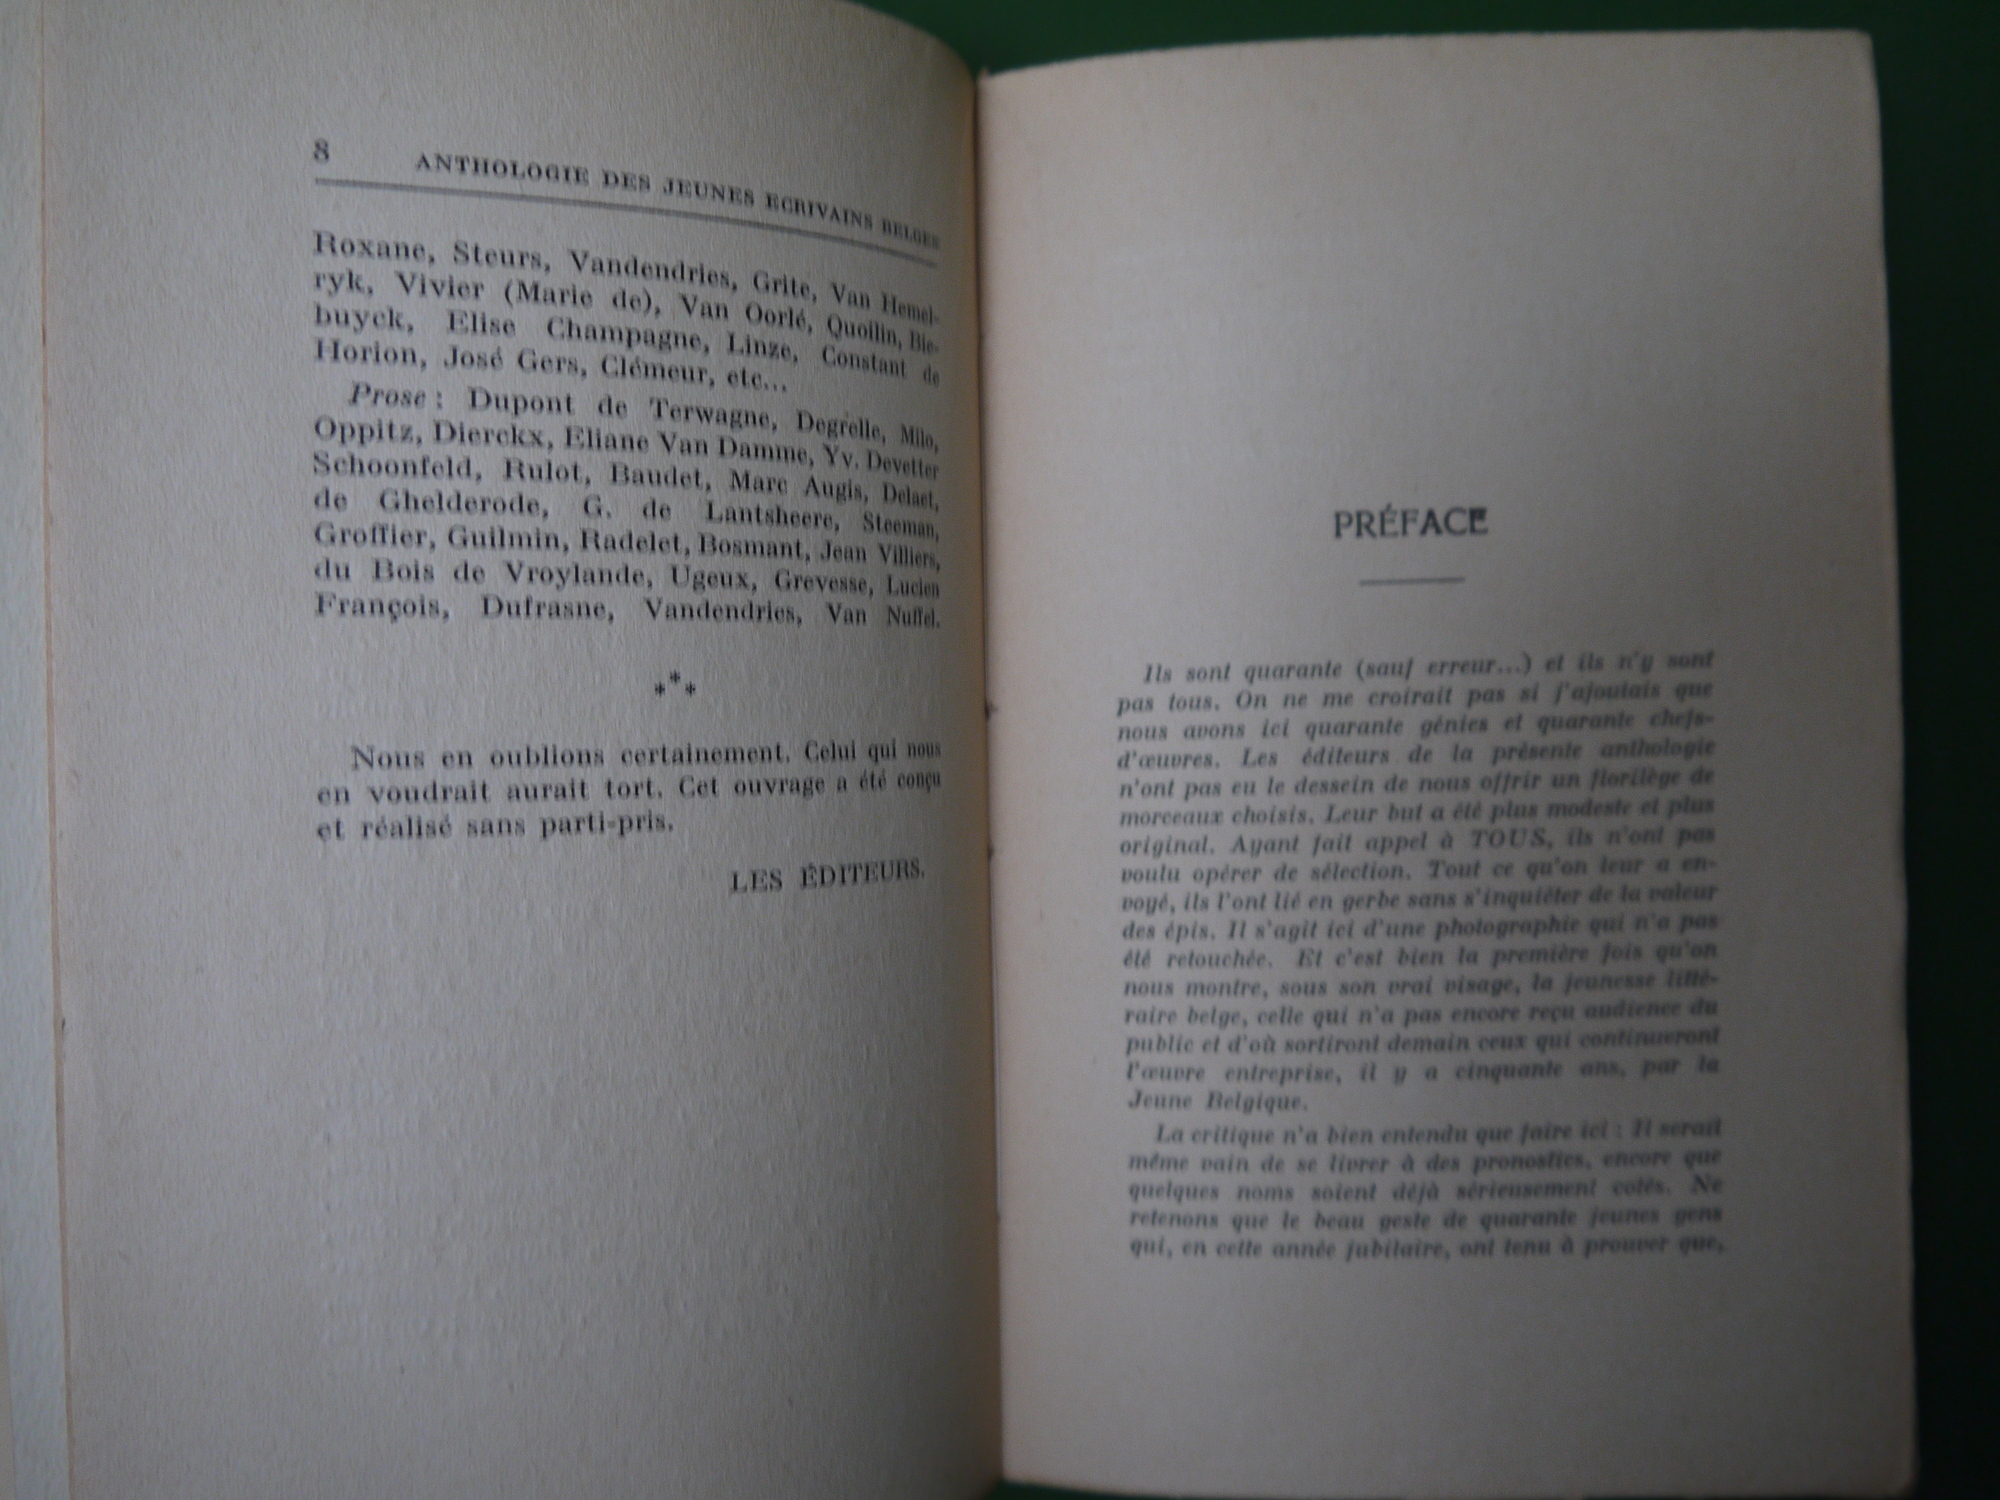 8 ANTHOLOGIE DES JEUNES ECRIVAINS BELGES
Roxane, Steurs, Vandendries, Grite, Van Hemel-
ryk, Vivier (Marie de), Van Oorlé, Quoilin, Bie-
buyck, Elise Champagne, Linze, Constant de
Horion, José Gers, Clémeur, etc...
Prose : Dupont de Terwagne, Degrelle, Milo,
Oppitz, Dierckx, Eliane Van Damme, Yv. Devetter
Schoonfeld, Rulot, Baudet, Marc Augis, Delaet,
de Ghelderode, G. de Lantsheere, Steeman,
Groffier, Guilmin, Radelet, Bosmant, Jean Villiers,
du Bois de Vroylande, Ugeux, Grevesse, Lucien
François, Dufrasne, Vandendries, Van Nuffel.
***
Nous en oublions certainement. Celui qui nous
en voudrait aurait tort. Cet ouvrage a été conçu
et réalisé sans parti-pris.
LES ÉDITEURS.
PRÉFACE
Ils sont quarante (sauf erreur...) et ils n'y sont
pas tous. On ne me croirait pas si j'ajoutais que
nous avons ici quarante génies et quarante chefs-
d'œuvres. Les éditeurs de la présente anthologie
n'ont pas eu le dessein de nous offrir un florilège de
morceaux choisis. Leur but a été plus modeste et plus
original. Ayant fait appel à TOUS, ils n'ont pas
voulu opérer de sélection. Tout ce qu'on leur a en-
voyé, ils l'ont lié en gerbe sans s'inquiéter de la valeur
des épis. Il s'agit ici d'une photographie qui n'a pas
été retouchée. Et c'est bien la première fois qu'on
nous montre, sous son vrai visage, la jeunesse litté-
raire belge, celle qui n'a pas encore reçu audience du
public et d'où sortiront demain ceux qui continueront
l'œuvre entreprise, il y a cinquante ans, par la
Jeune Belgique.
La critique n'a bien entendu que faire ici : Il serait
même vain de se livrer à des pronostics, encore que
quelques noms soient déjà sérieusement cotés. Ne
retenons que le beau geste de quarante jeunes gens
qui, en cette année jubilaire, ont tenu à prouver que,